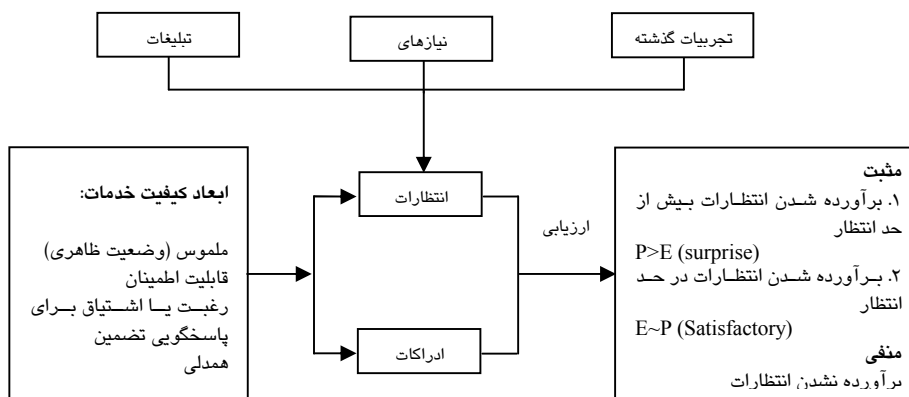 تجربیات گذشته
نیازهای
تبلیغات
ابعاد کیفیت خدمات:
ملموس (وضعیت ظاهری)
قابلیت اطمینان
رغبت یا اشتیاق برای
پاسخگویی تضمین
همدلی
انتظارات
ادراکات
ارزیابی
مثبت
۱. برآورده شدن انتظارات بیش از
حد انتظار
P>E (surprise)
۲. برآورده شدن انتظارات در حد
انتظار
E~P (Satisfactory)
منفی
برآورده نشدن انتظارات